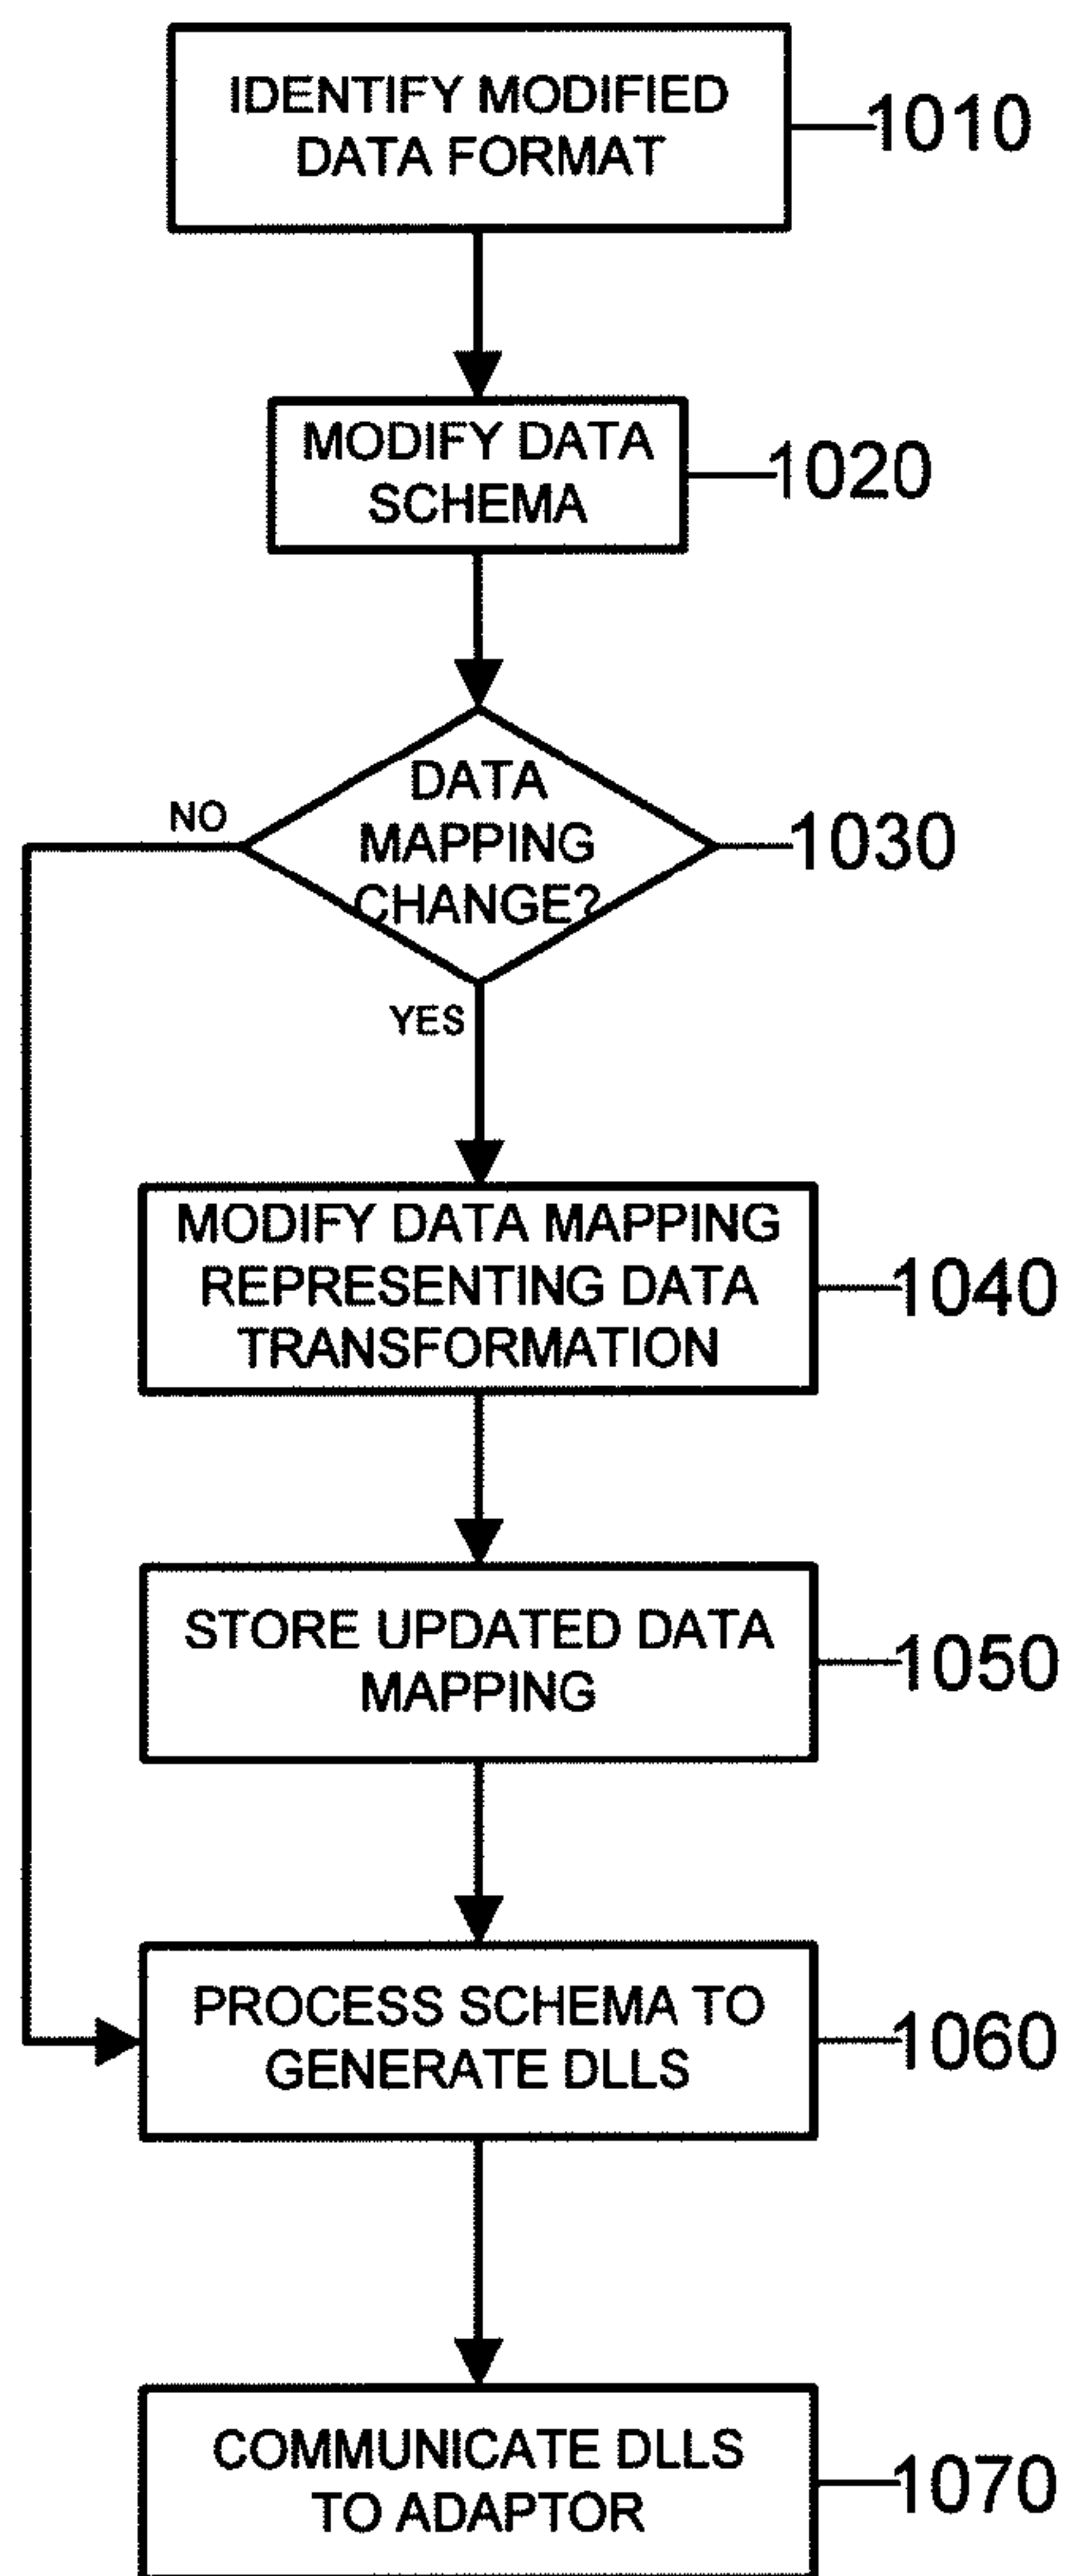 IDENTIFY MODIFIED
DATA FORMAT
1010
MODIFY DATA
SCHEMA
1020
DATA
MAPPING
CHANGE?
NO
1030
YES
MODIFY DATA MAPPING
REPRESENTING DATA
TRANSFORMATION
1040
STORE UPDATED DATA
MAPPING
1050
PROCESS SCHEMA TO
GENERATE DLLS
1060
COMMUNICATE DLLS
TO ADAPTOR
1070